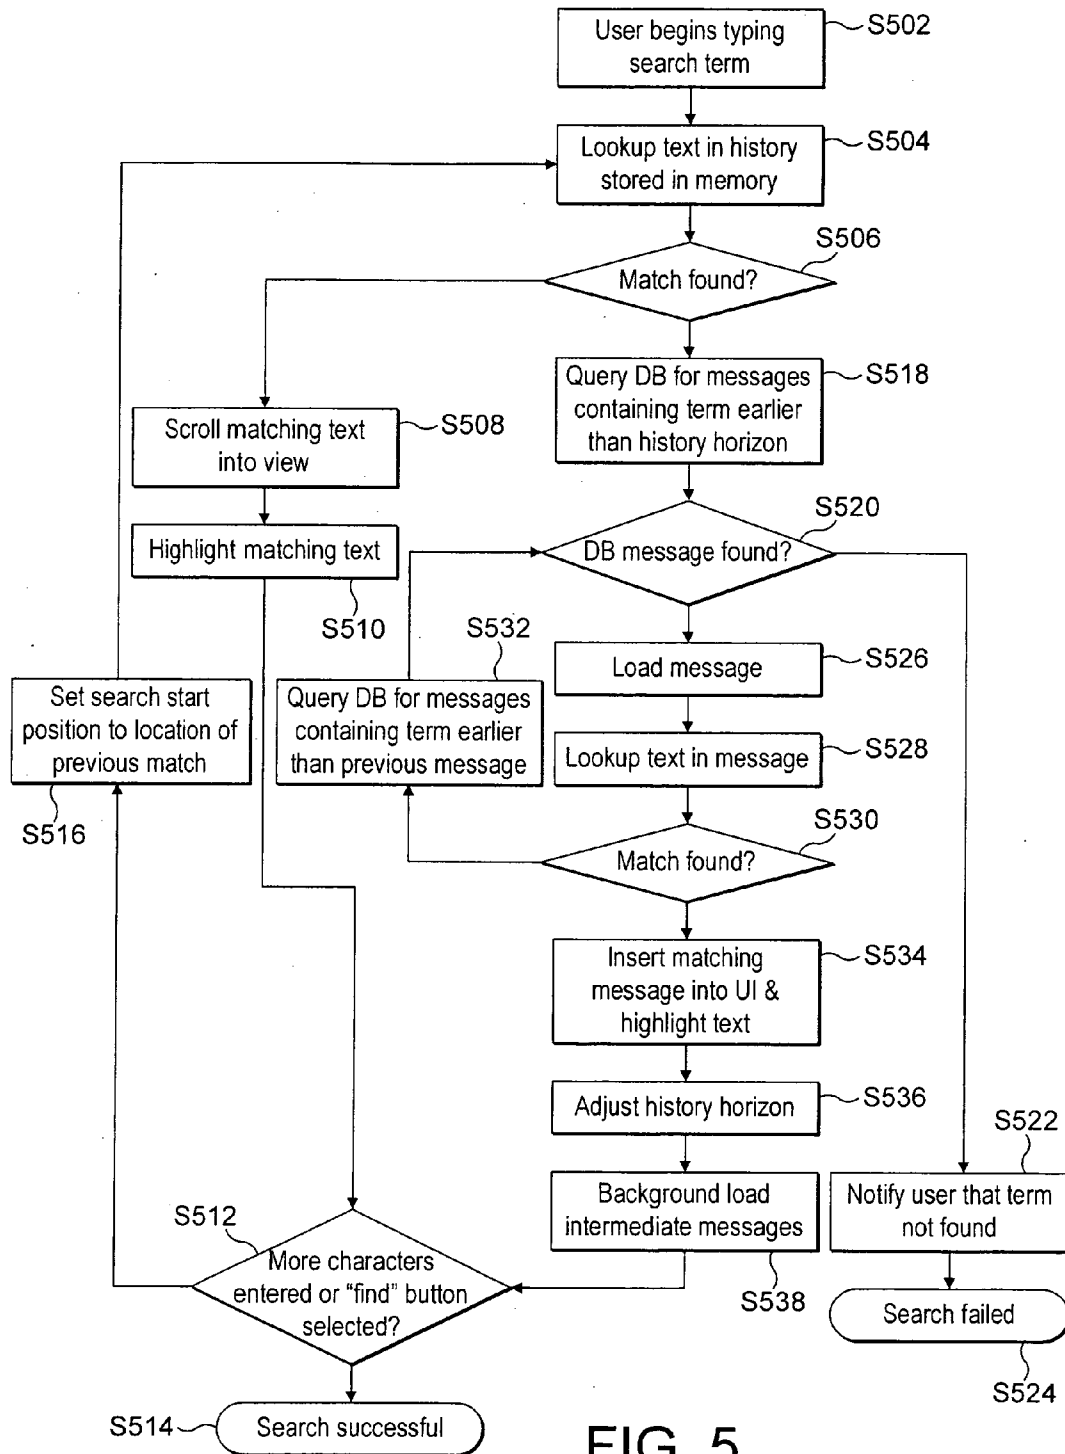 User begins typing
search term
S502
Lookup text in history
stored in memory
S504
S506
Match found?
Query DB for messages
containing term earlier
than history horizon
S518
Scroll matching text
into view
S508
S520
Highlight matching text
DB message found?
S510
S532
Load message
S526
Set search start
position to location of
previous match
Query DB for messages
containing term earlier
than previous message
Lookup text in message
S528
S516
S530
Match found?
Insert matching
message into UI &
highlight text
S534
Adjust history horizon
S536
S522
Background load
intermediate messages
Notify user that term
not found
S512
More characters
entered or “find” button
selected?
S538
Search failed
S524
S514
Search successful
FIG. 5